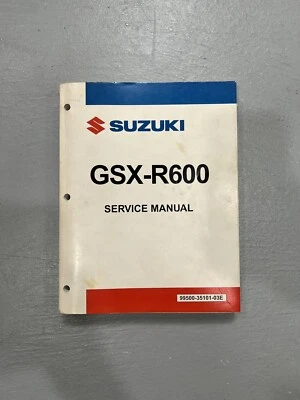 SUZUKI
GSX-R600
SERVICE MANUAL
99500-35101-03E